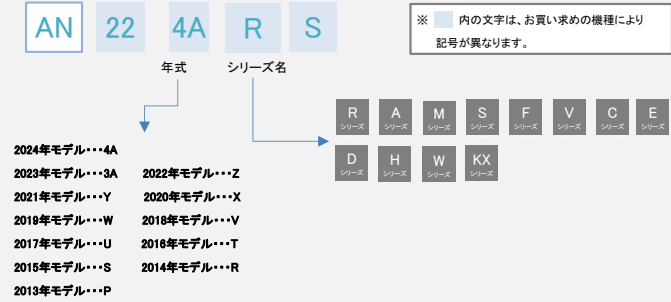 AN 22 4A R S
※ 内の文字は、お買い求めの機種により
記号が異なります。
年式 シリーズ名
R シリーズ A シリーズ M シリーズ S シリーズ F シリーズ V シリーズ C シリーズ E シリーズ
D シリーズ H シリーズ W シリーズ KX シリーズ
2024年モデル・・・4A
2023年モデル・・・3A 2022年モデル・・・Z
2021年モデル・・・Y 2020年モデル・・・X
2019年モデル・・・W 2018年モデル・・・V
2017年モデル・・・U 2016年モデル・・・T
2015年モデル・・・S 2014年モデル・・・R
2013年モデル・・・P